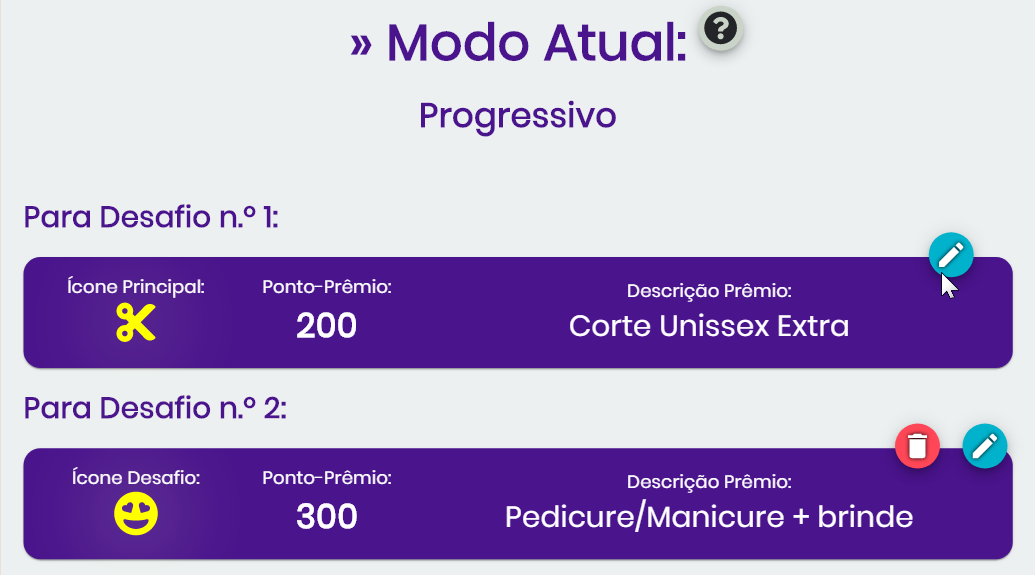 » Modo Atual: ?
Progressivo
Para Desafio n.º 1:
Ícone Principal: Ponto-Prêmio: Descrição Prêmio:
200 Corte Unissex Extra
Para Desafio n.º 2:
Ícone Desafio: Ponto-Prêmio: Descrição Prêmio:
300 Pedicure/Manicure + brinde